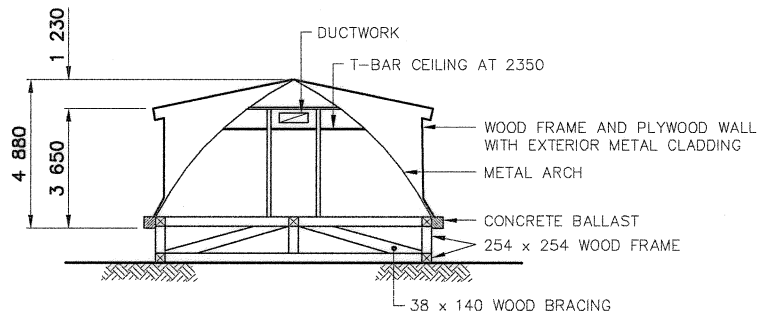 1 230
4 880
3 650
DUCTWORK
T-BAR CEILING AT 2350
WOOD FRAME AND PLYWOOD WALL
WITH EXTERIOR METAL CLADDING
METAL ARCH
CONCRETE BALLAST
254 x 254 WOOD FRAME
38 x 140 WOOD BRACING